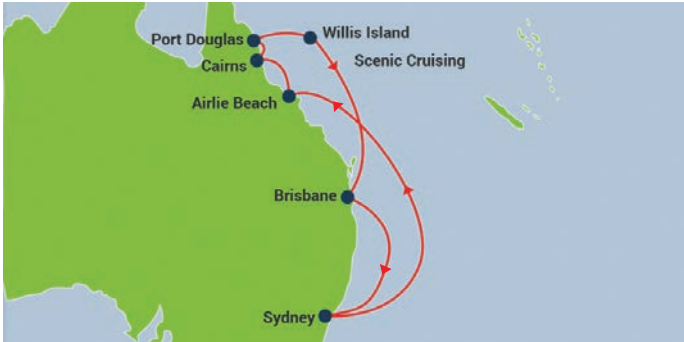 Port Douglas
Willis Island
Cairns
Scenic Cruising
Airlie Beach
Brisbane
Sydney